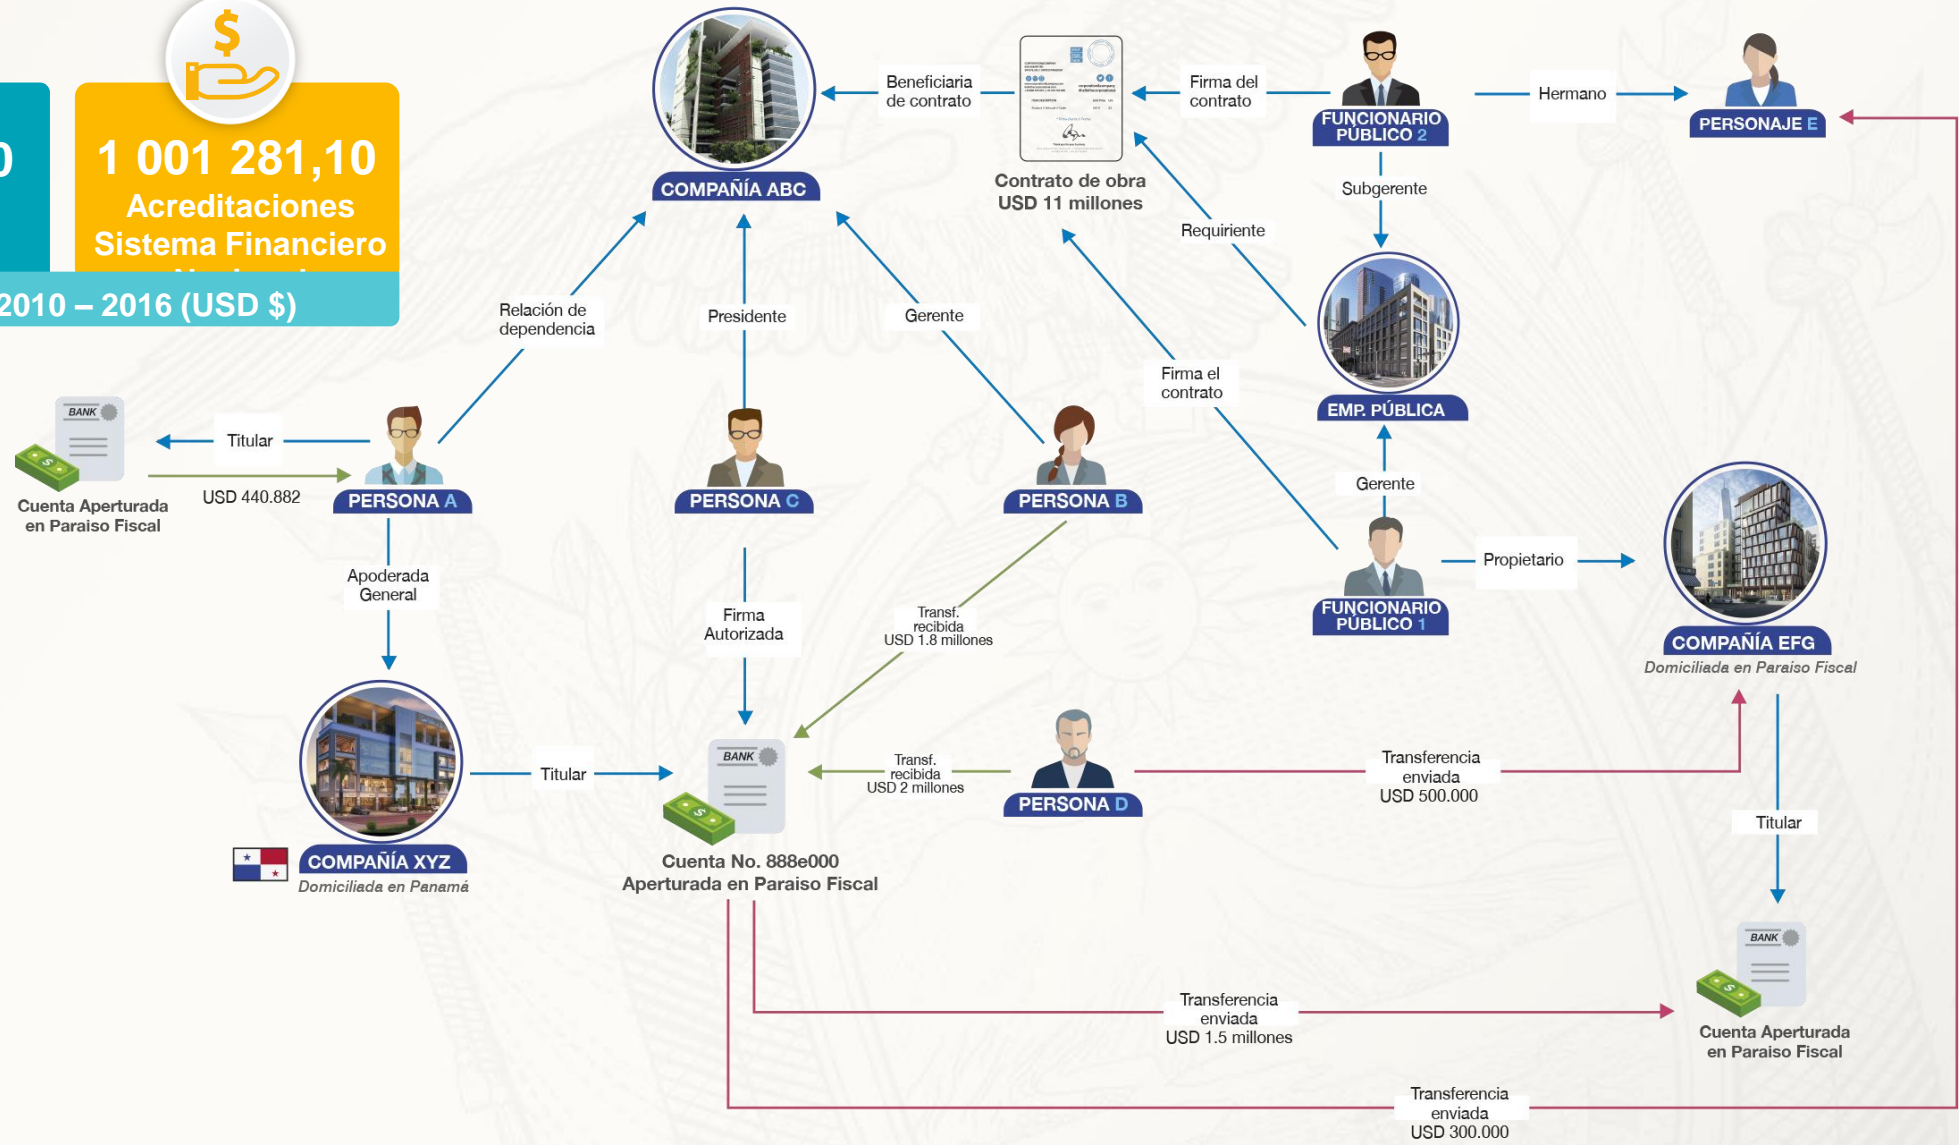 0
1 001 281,10
Acreditaciones
Sistema Financiero
2010 – 2016 (USD $)
COMPAÑÍA ABC
Beneficiaria
de contrato
Contrato de obra
USD 11 millones
Firma del
contrato
FUNCIONARIO
PÚBLICO 2
Hermano
PERSONAJE E
Subgerente
Requiriente
EMP. PÚBLICA
Relación de
dependencia
Presidente
Gerente
Firma el
contrato
BANK
Cuenta Aperturada
en Paraiso Fiscal
Titular
USD 440.882
PERSONA A
PERSONA C
PERSONA B
Gerente
FUNCIONARIO
PÚBLICO 1
Propietario
COMPAÑÍA EFG
Domiciliada en Paraiso Fiscal
Apoderada
General
Firma
Autorizada
Transf.
recibida
USD 1.8 millones
COMPAÑÍA XYZ
Domiciliada en Panamá
Titular
BANK
Cuenta No. 888e000
Aperturada en Paraiso Fiscal
Transf.
recibida
USD 2 millones
PERSONA D
Transferencia
enviada
USD 500.000
Titular
BANK
Cuenta Aperturada
en Paraiso Fiscal
Transferencia
enviada
USD 1.5 millones
Transferencia
enviada
USD 300.000